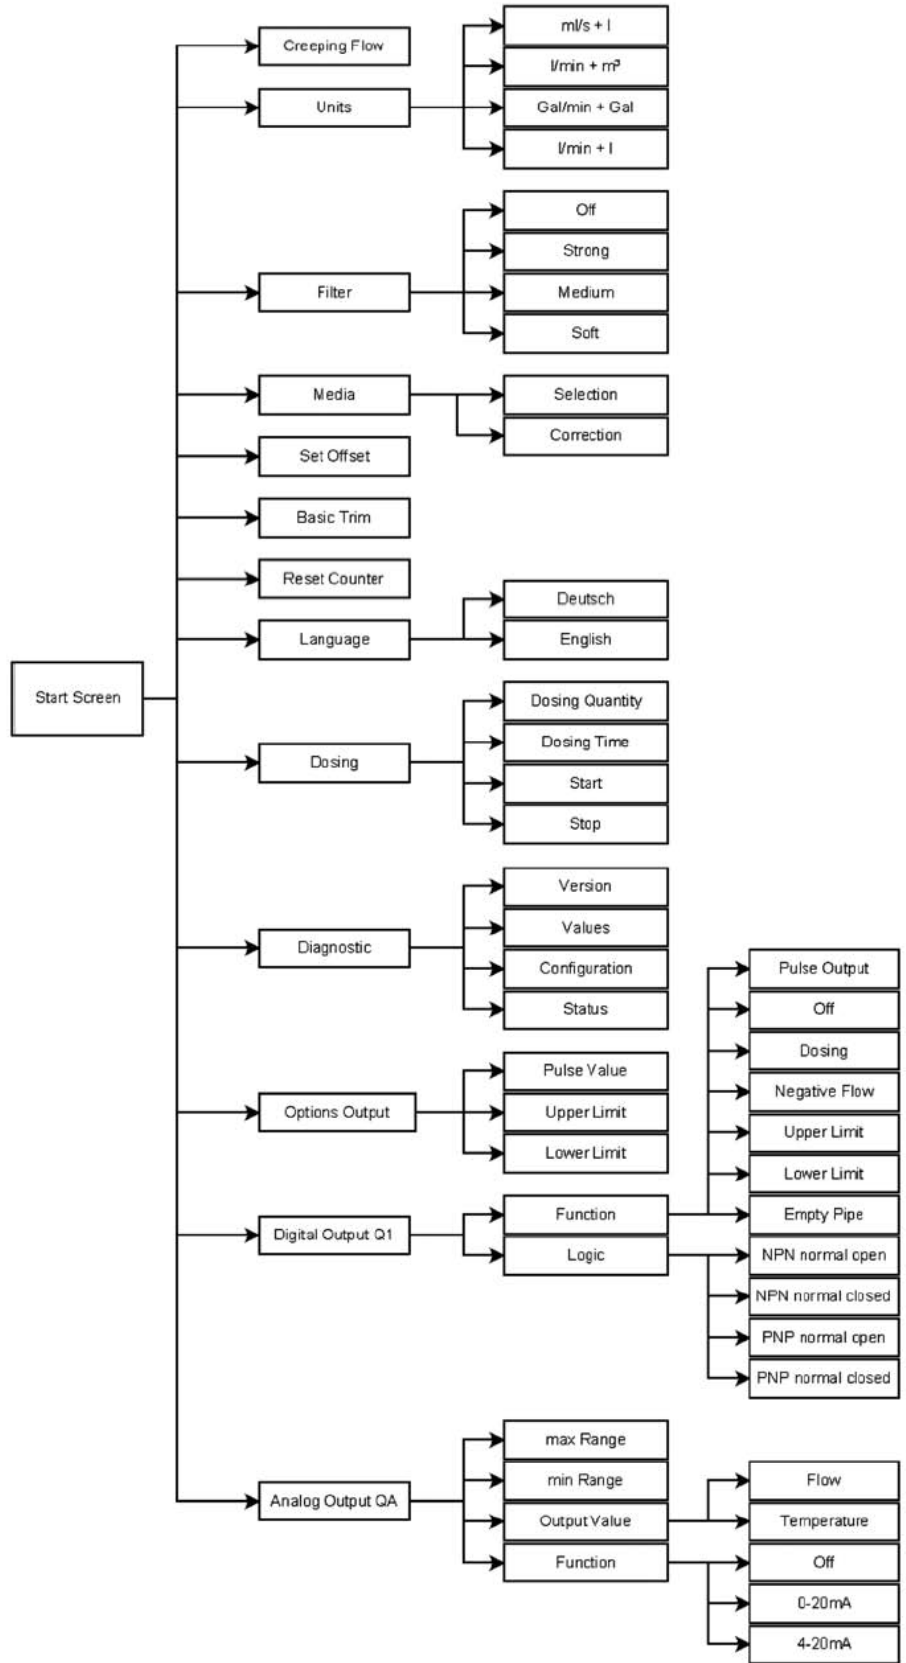 Start Screen
Creeping Flow
Units
ml/s + l
l/min + m³
Gal/min + Gal
l/min + l
Filter
Off
Strong
Medium
Soft
Media
Selection
Correction
Set Offset
Basic Trim
Reset Counter
Language
Deutsch
English
Dosing
Dosing Quantity
Dosing Time
Start
Stop
Diagnostic
Version
Values
Configuration
Status
Options Output
Pulse Value
Upper Limit
Lower Limit
Digital Output Q1
Function
Pulse Output
Off
Dosing
Negative Flow
Upper Limit
Lower Limit
Empty Pipe
Logic
NPN normal open
NPN normal closed
PNP normal open
PNP normal closed
Analog Output QA
max Range
min Range
Output Value
Flow
Temperature
Function
Off
0-20mA
4-20mA